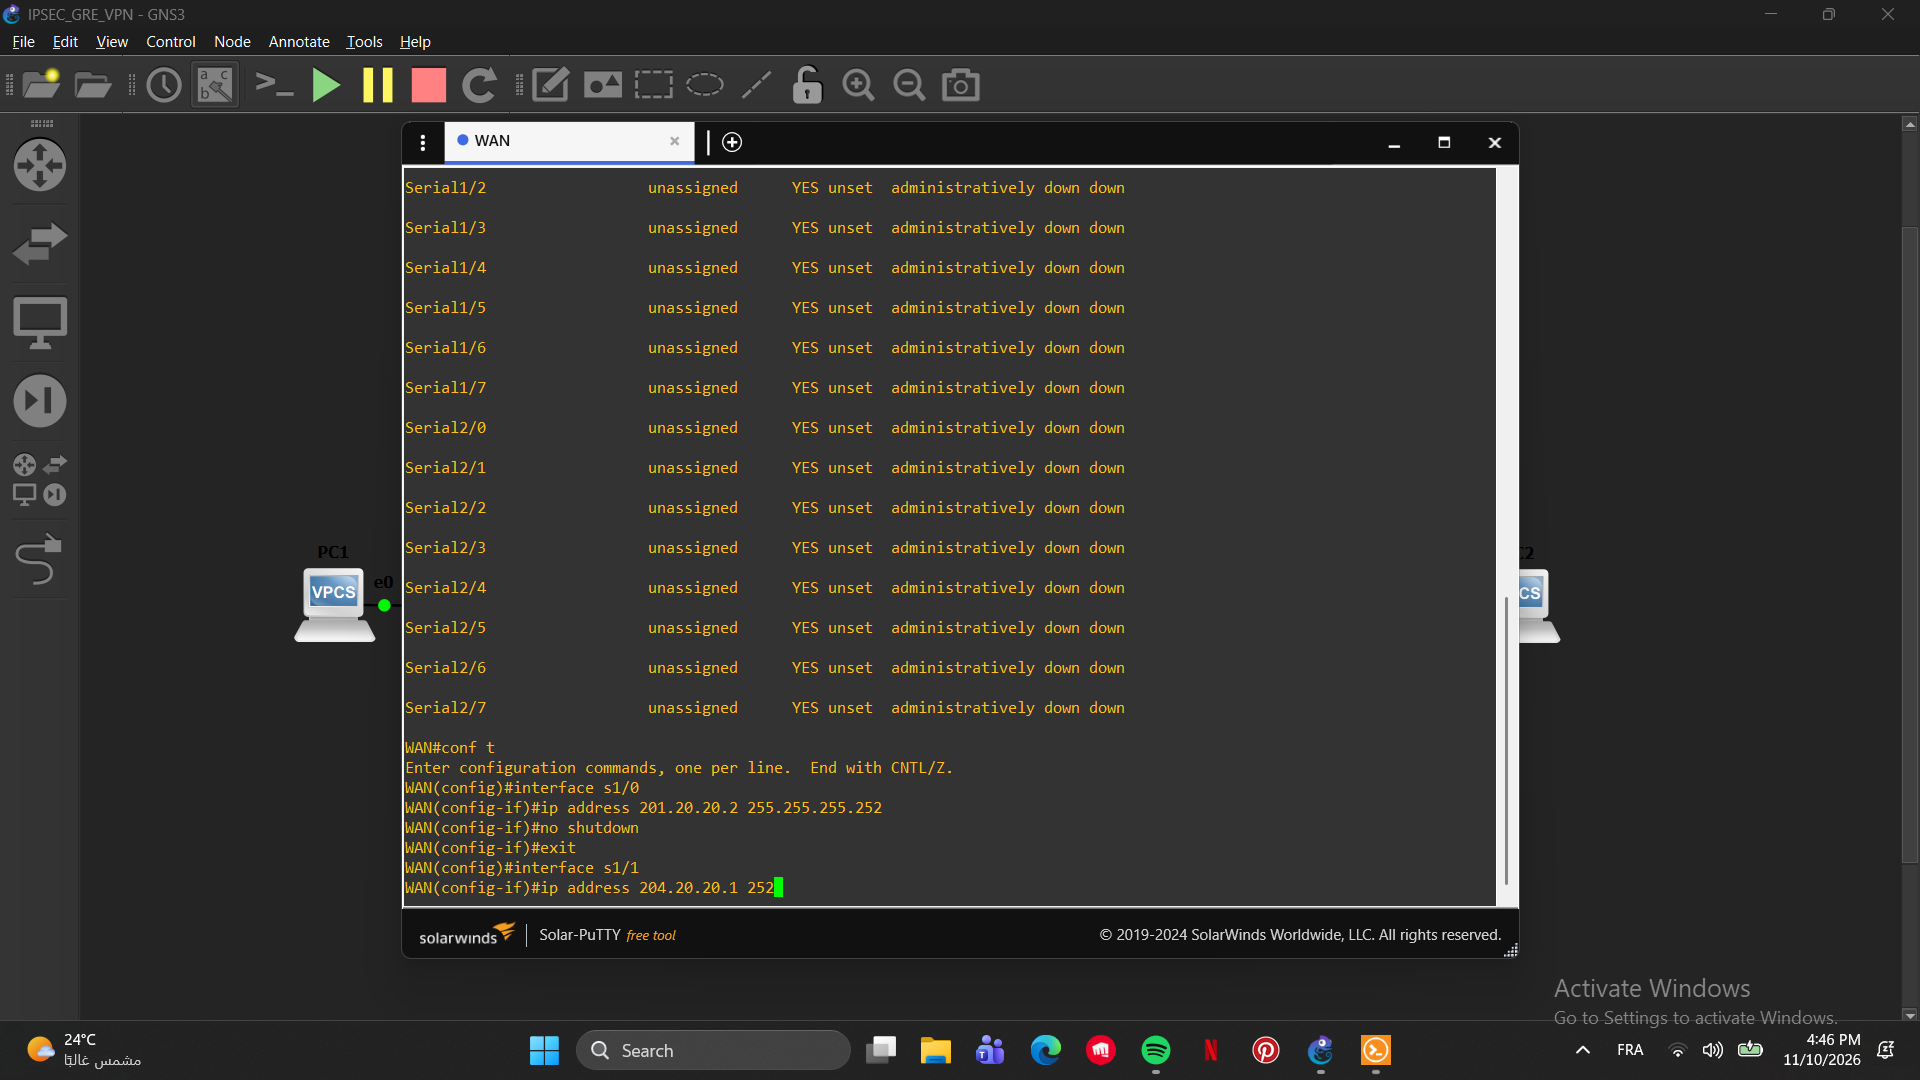 IPSEC_GRE_VPN - GNS3
File Edit View Control Node Annotate Tools Help
WAN
Serial1/2 unassigned YES unset administratively down down
Serial1/3 unassigned YES unset administratively down down
Serial1/4 unassigned YES unset administratively down down
Serial1/5 unassigned YES unset administratively down down
Serial1/6 unassigned YES unset administratively down down
Serial1/7 unassigned YES unset administratively down down
Serial2/0 unassigned YES unset administratively down down
Serial2/1 unassigned YES unset administratively down down
Serial2/2 unassigned YES unset administratively down down
Serial2/3 unassigned YES unset administratively down down
Serial2/4 unassigned YES unset administratively down down
Serial2/5 unassigned YES unset administratively down down
Serial2/6 unassigned YES unset administratively down down
Serial2/7 unassigned YES unset administratively down down
WAN#conf t
Enter configuration commands, one per line. End with CNTL/Z.
WAN(config)#interface s1/0
WAN(config-if)#ip address 201.20.20.2 255.255.255.252
WAN(config-if)#no shutdown
WAN(config-if)#exit
WAN(config)#interface s1/1
WAN(config-if)#ip address 204.20.20.1 252
solarwinds Solar-PuTTY free tool © 2019-2024 SolarWinds Worldwide, LLC. All rights reserved.
PC1
VPCS
e0
C2
CS
Activate Windows
Go to Settings to activate Windows.
24°C
مشمس غالبًا
Search
FRA
4:46 PM
11/10/2026